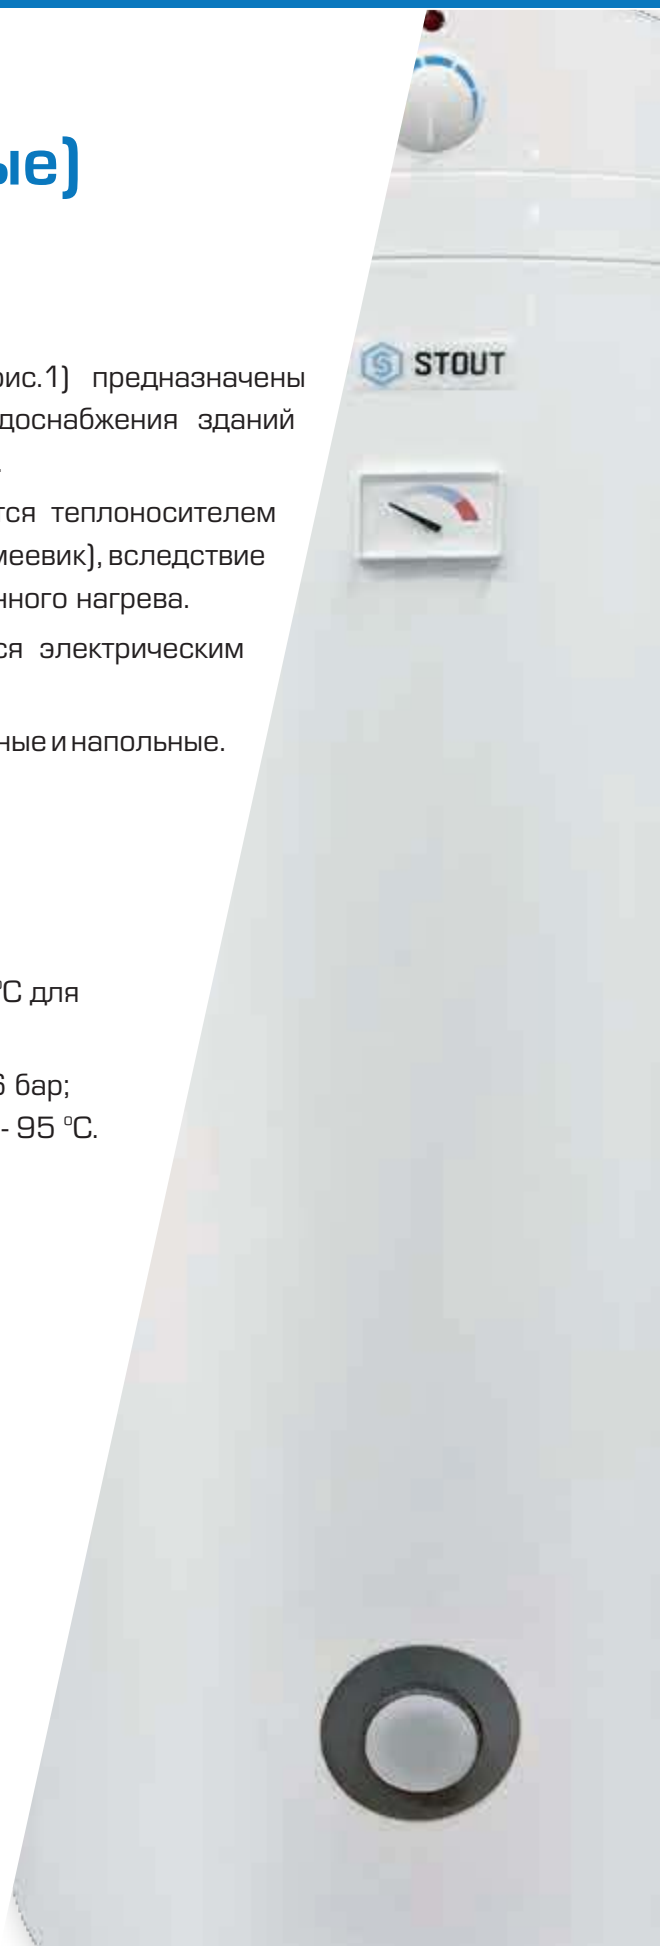 ые)
рис.1) предназначены
доснабжения зданий
.
тся теплоносителем
меевик), вследствие
нного нагрева.
ся электрическим
ные и напольные.
°C для
6 бар;
- 95 °C.
STOUT